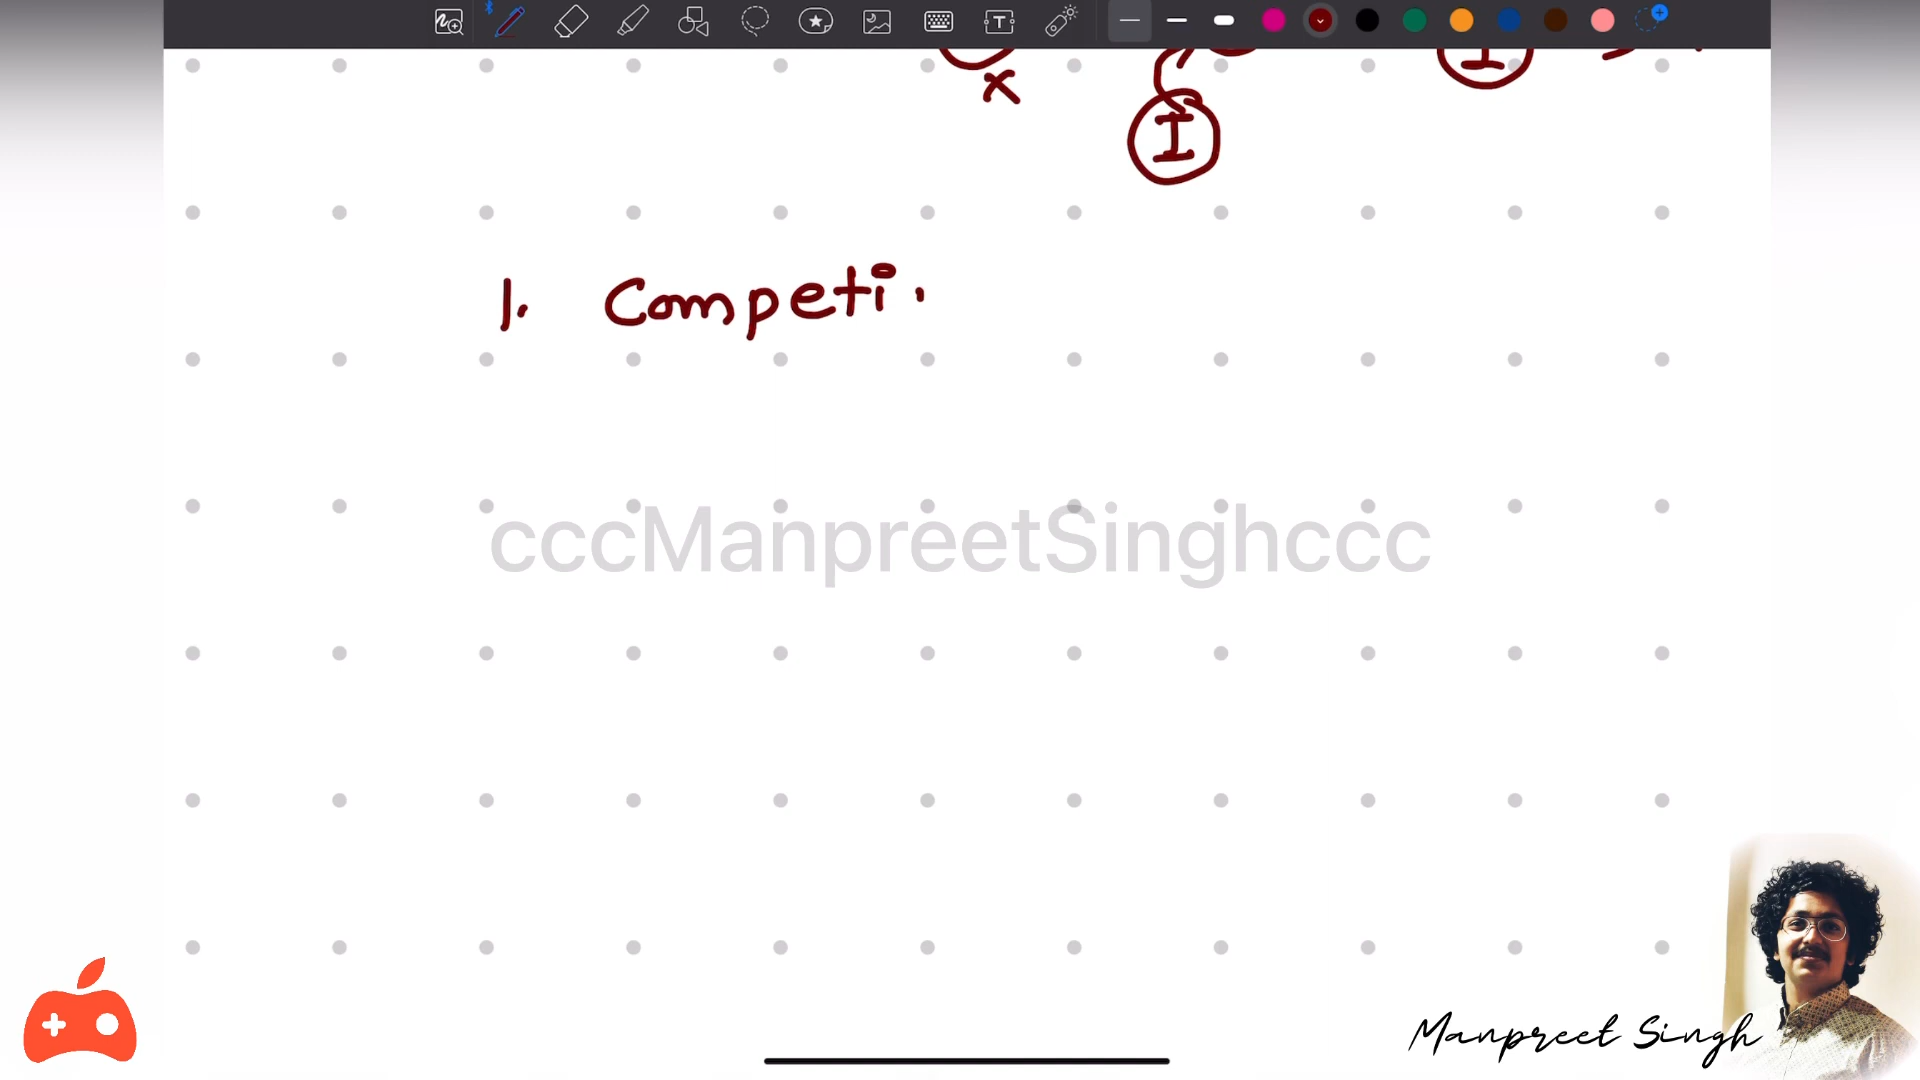 x
I
I
1. Competi.
cccManpreetSinghccc
Manpreet Singh